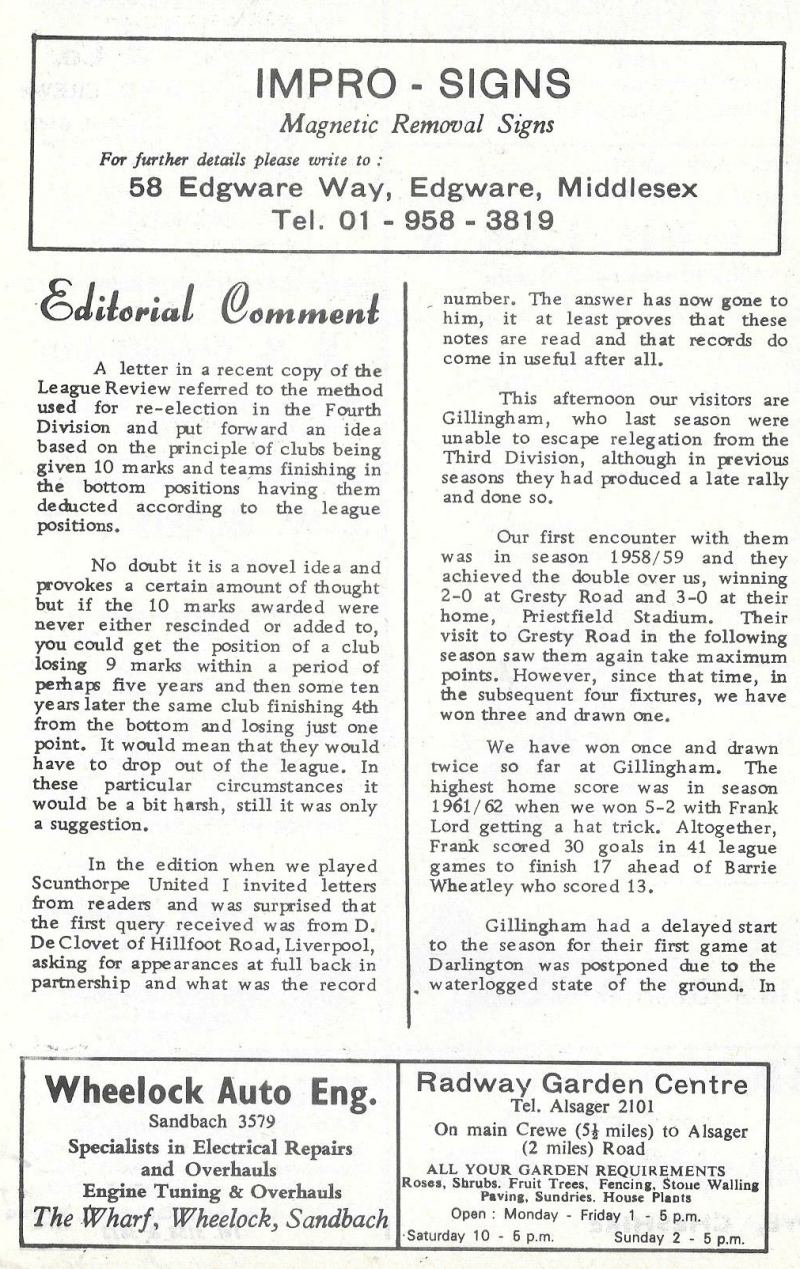 IMPRO - SIGNS
Magnetic Removal Signs
For further details please write to :
58 Edgware Way, Edgware, Middlesex
Tel. 01 - 958 - 3819
Editorial Comment
A letter in a recent copy of the
League Review referred to the method
used for re-election in the Fourth
Division and put forward an idea
based on the principle of clubs being
given 10 marks and teams finishing in
the bottom positions having them
deducted according to the league
positions.
No doubt it is a novel idea and
provokes a certain amount of thought
but if the 10 marks awarded were
never either rescinded or added to,
you could get the position of a club
losing 9 marks within a period of
perhaps five years and then some ten
years later the same club finishing 4th
from the bottom and losing just one
point. It would mean that they would
have to drop out of the league. In
these particular circumstances it
would be a bit harsh, still it was only
a suggestion.
In the edition when we played
Scunthorpe United I invited letters
from readers and was surprised that
the first query received was from D.
De Clovet of Hillfoot Road, Liverpool,
asking for appearances at full back in
partnership and what was the record
number. The answer has now gone to
him, it at least proves that these
notes are read and that records do
come in useful after all.
This afternoon our visitors are
Gillingham, who last season were
unable to escape relegation from the
Third Division, although in previous
seasons they had produced a late rally
and done so.
Our first encounter with them
was in season 1958/59 and they
achieved the double over us, winning
2-0 at Gresty Road and 3-0 at their
home, Priestfield Stadium. Their
visit to Gresty Road in the following
season saw them again take maximum
points. However, since that time, in
the subsequent four fixtures, we have
won three and drawn one.
We have won once and drawn
twice so far at Gillingham. The
highest home score was in season
1961/62 when we won 5-2 with Frank
Lord getting a hat trick. Altogether,
Frank scored 30 goals in 41 league
games to finish 17 ahead of Barrie
Wheatley who scored 13.
Gillingham had a delayed start
to the season for their first game at
Darlington was postponed due to the
waterlogged state of the ground. In
Wheelock Auto Eng.
Sandbach 3579
Specialists in Electrical Repairs
and Overhauls
Engine Tuning & Overhauls
The Wharf, Wheelock, Sandbach
Radway Garden Centre
Tel. Alsager 2101
On main Crewe (5½ miles) to Alsager
(2 miles) Road
ALL YOUR GARDEN REQUIREMENTS
Roses, Shrubs. Fruit Trees, Fencing, Stone Walling
Paving, Sundries. House Plants
Open : Monday - Friday 1 - 5 p.m.
Saturday 10 - 5 p.m. Sunday 2 - 5 p.m.